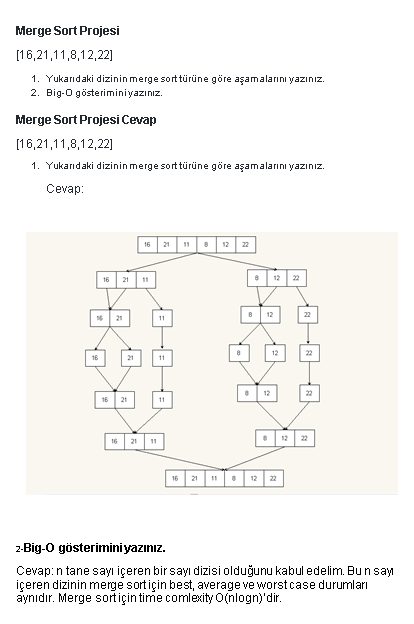 Merge Sort Projesi
[16,21,11,8,12,22]
1. Yukarıdaki dizinin merge sort türüne göre aşamalarını yazınız.
2. Big-O gösterimini yazınız.
Merge Sort Projesi Cevap
[16,21,11,8,12,22]
1. Yukarıdaki dizinin merge sort türüne göre aşamalarını yazınız.
Cevap:
16 21 11 8 12 22
16 21 11 8 12 22
16 21 11 8 12 22
16 21 11 8 12 22
16 21 11 8 12 22
16 21 11 8 12 22
16 21 11 8 12 22
2-Big-O gösterimini yazınız.
Cevap: n tane sayı içeren bir sayı dizisi olduğunu kabul edelim. Bu n sayı
içeren dizinin merge sort için best, average ve worst case durumları
aynıdır. Merge sort için time comlexity O(nlogn)'dir.